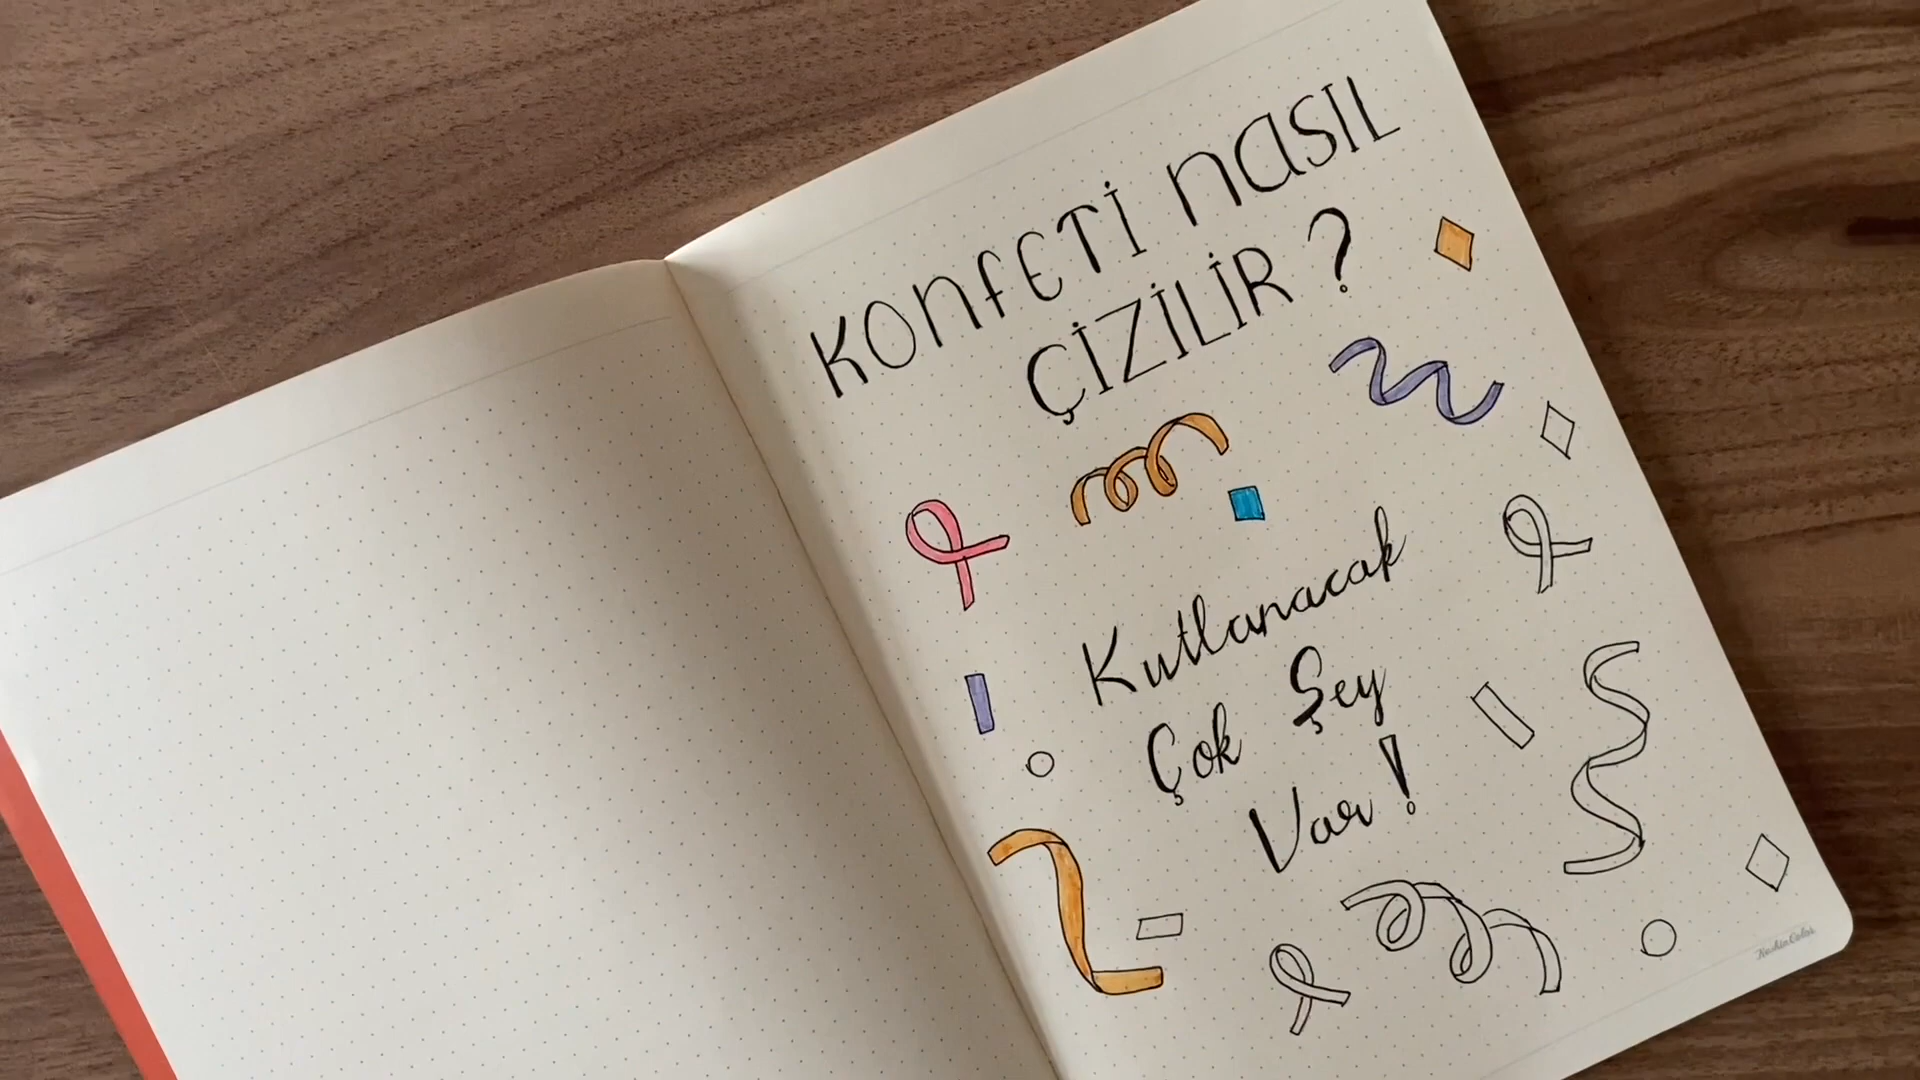 KONFETİ NASIL
ÇİZİLİR ?
Kutlanacak
Çok Şey
Var !